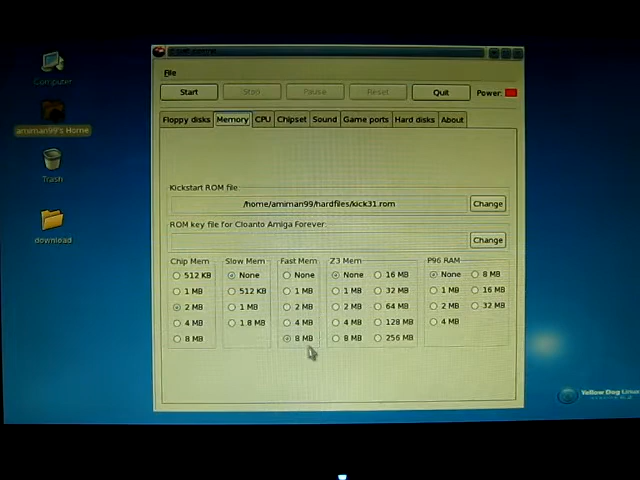 Computer
amiman99's Home
Trash
download
File
Start Stop Pause Reset Quit Power:
Floppy disks Memory CPU Chipset Sound Game ports Hard disks About
Kickstart ROM file:
/home/amiman99/hardfiles/kick31.rom Change
ROM key file for Cloanto Amiga Forever:
Change
Chip Mem Slow Mem Fast Mem Z3 Mem P96 RAM
512 KB None None None 16 MB None 8 MB
1 MB 512 KB 1 MB 1 MB 32 MB 1 MB 16 MB
2 MB 1 MB 2 MB 2 MB 64 MB 2 MB 32 MB
4 MB 1.8 MB 4 MB 4 MB 128 MB 4 MB
8 MB 8 MB 8 MB 256 MB
Yellow Dog Linux